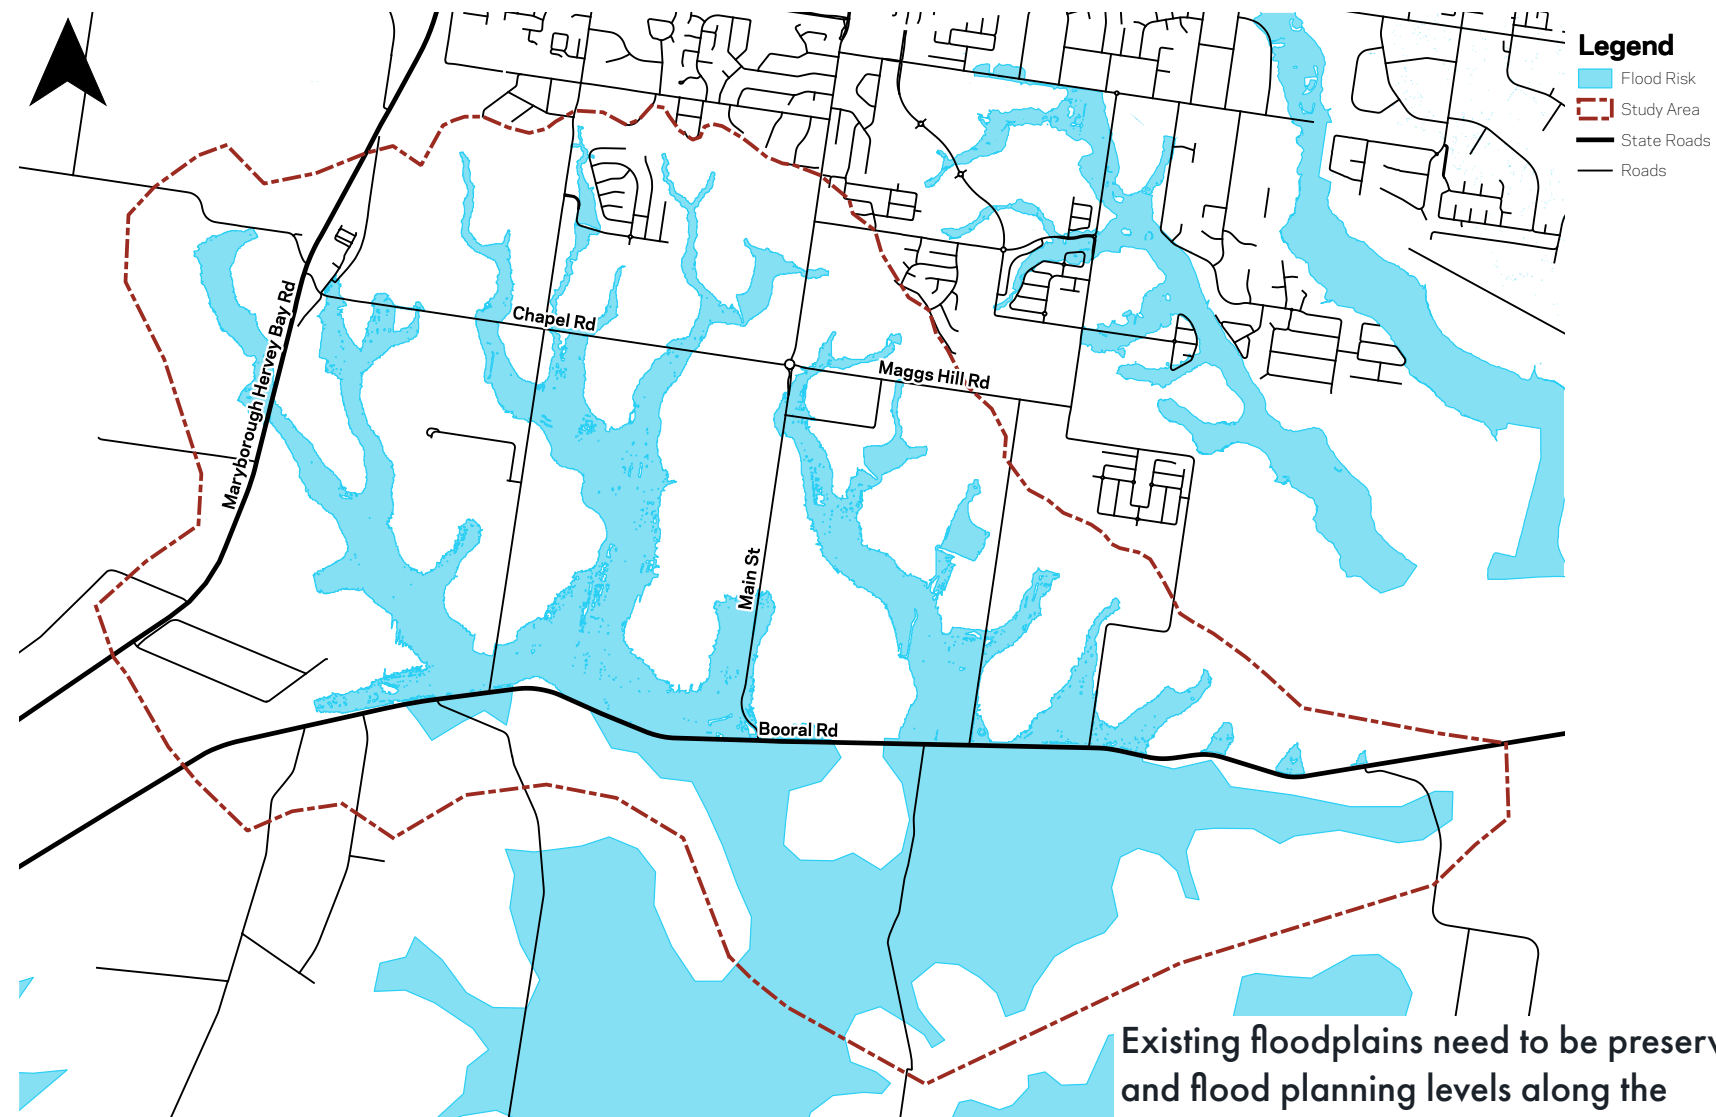 Legend
Flood Risk
Study Area
State Roads
Roads
Maryborough Hervey Bay Rd
Chapel Rd
Maggs Hill Rd
Main St
Booral Rd
Existing floodplains need to be preserv
and flood planning levels along the